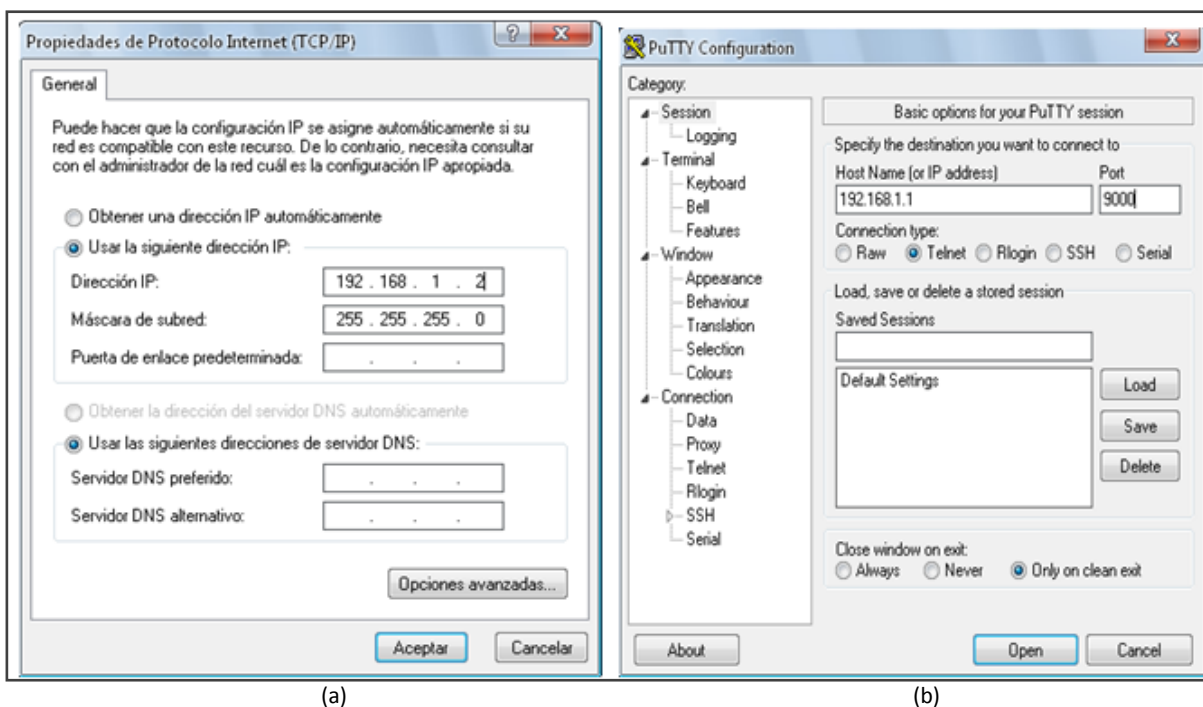 Propiedades de Protocolo Internet (TCP/IP)
General
Puede hacer que la configuración IP se asigne automáticamente si su
red es compatible con este recurso. De lo contrario, necesita consultar
con el administrador de la red cuál es la configuración IP apropiada.
Obtener una dirección IP automáticamente
Usar la siguiente dirección IP:
Dirección IP: 192 . 168 . 1 . 2
Máscara de subred: 255 . 255 . 255 . 0
Puerta de enlace predeterminada: . . .
Obtener la dirección del servidor DNS automáticamente
Usar las siguientes direcciones de servidor DNS:
Servidor DNS preferido: . . .
Servidor DNS alternativo: . . .
Opciones avanzadas...
Aceptar Cancelar
(a)
PuTTY Configuration
Category:
Session
Logging
Terminal
Keyboard
Bell
Features
Window
Appearance
Behaviour
Translation
Selection
Colours
Connection
Data
Proxy
Telnet
Rlogin
SSH
Serial
Basic options for your PuTTY session
Specify the destination you want to connect to
Host Name (or IP address) Port
192.168.1.1 9000
Connection type:
Raw Telnet Rlogin SSH Serial
Load, save or delete a stored session
Saved Sessions
Default Settings
Load
Save
Delete
Close window on exit:
Always Never Only on clean exit
About Open Cancel
(b)